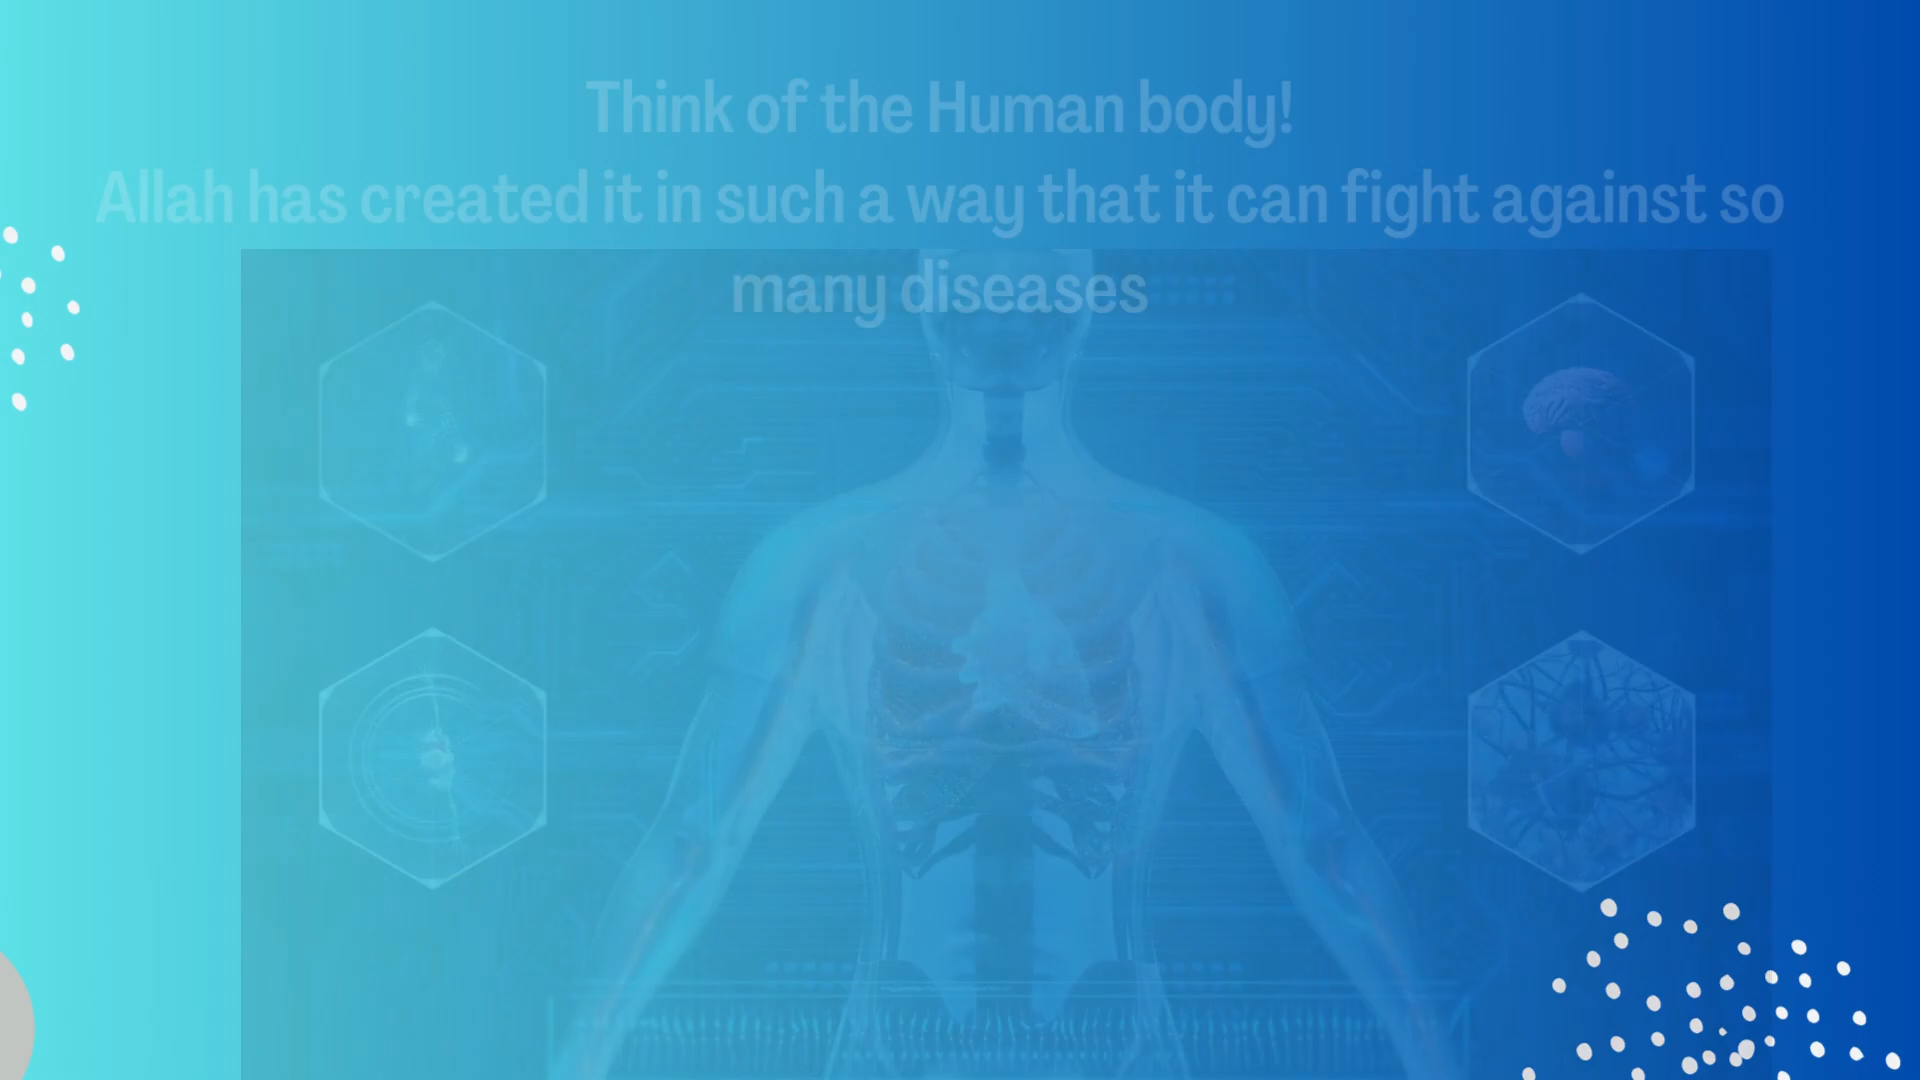 Think of the Human body!
Allah has created it in such a way that it can fight against so
many diseases